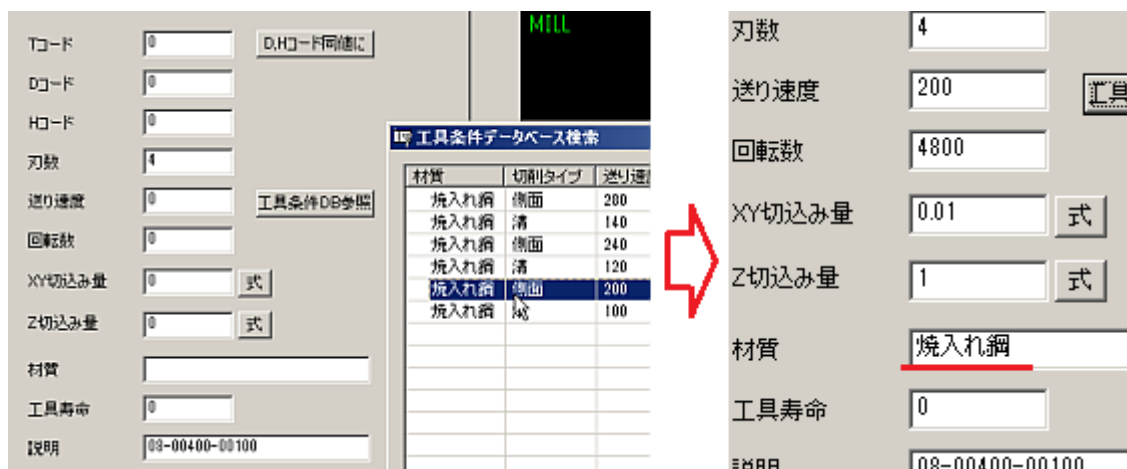 MILL
Tコード 0 D,Hコード同値に
Dコード 0
Hコード 0
刃数 4
送り速度 0 工具条件DB参照
回転数 0
XY切込み量 0 式
Z切込み量 0 式
材質
工具寿命 0
説明 08-00400-00100
工具条件データベース検索
材質 切削タイプ 送り速
焼入れ鋼 側面 280
焼入れ鋼 溝 140
焼入れ鋼 側面 240
焼入れ鋼 溝 120
焼入れ鋼 側面 200
焼入れ鋼 100
刃数 4
送り速度 200 工具
回転数 4800
XY切込み量 0.01 式
Z切込み量 1 式
材質 焼入れ鋼
工具寿命 0
説明 08-00400-00100